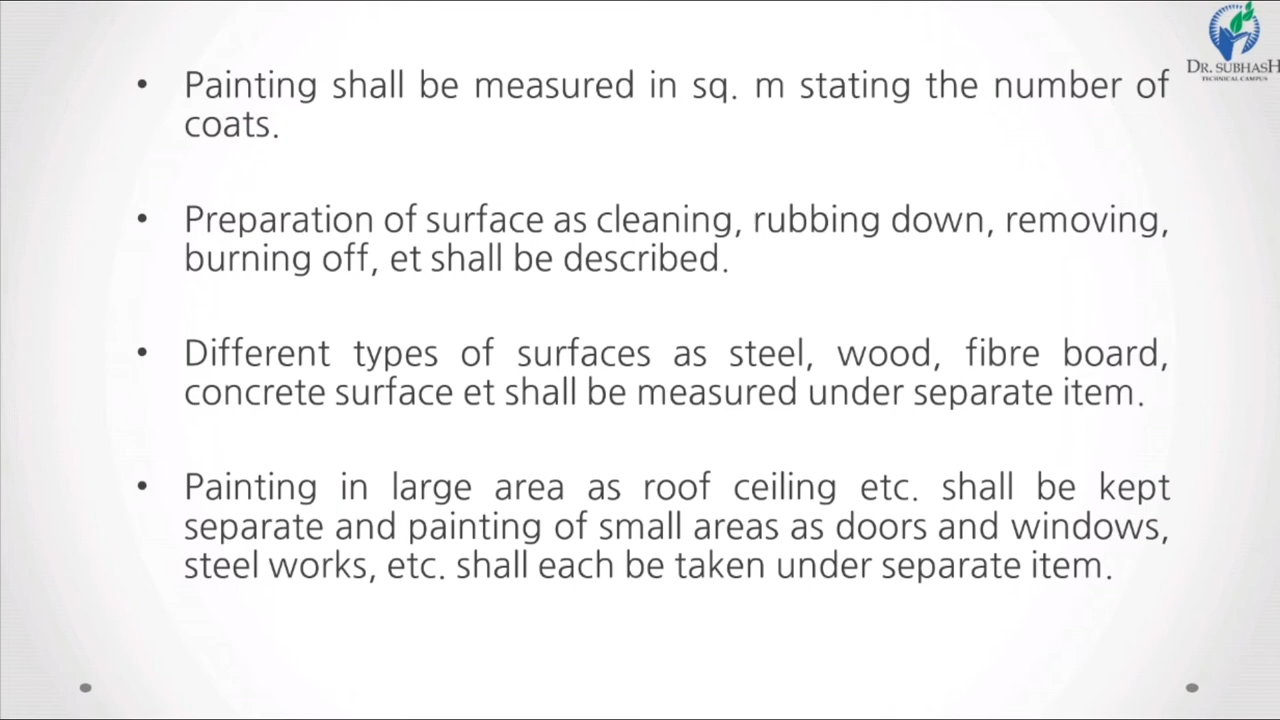 DR. SUBHASH
TECHNICAL CAMPUS
• Painting shall be measured in sq. m stating the number of
coats.
• Preparation of surface as cleaning, rubbing down, removing,
burning off, et shall be described.
• Different types of surfaces as steel, wood, fibre board,
concrete surface et shall be measured under separate item.
• Painting in large area as roof ceiling etc. shall be kept
separate and painting of small areas as doors and windows,
steel works, etc. shall each be taken under separate item.